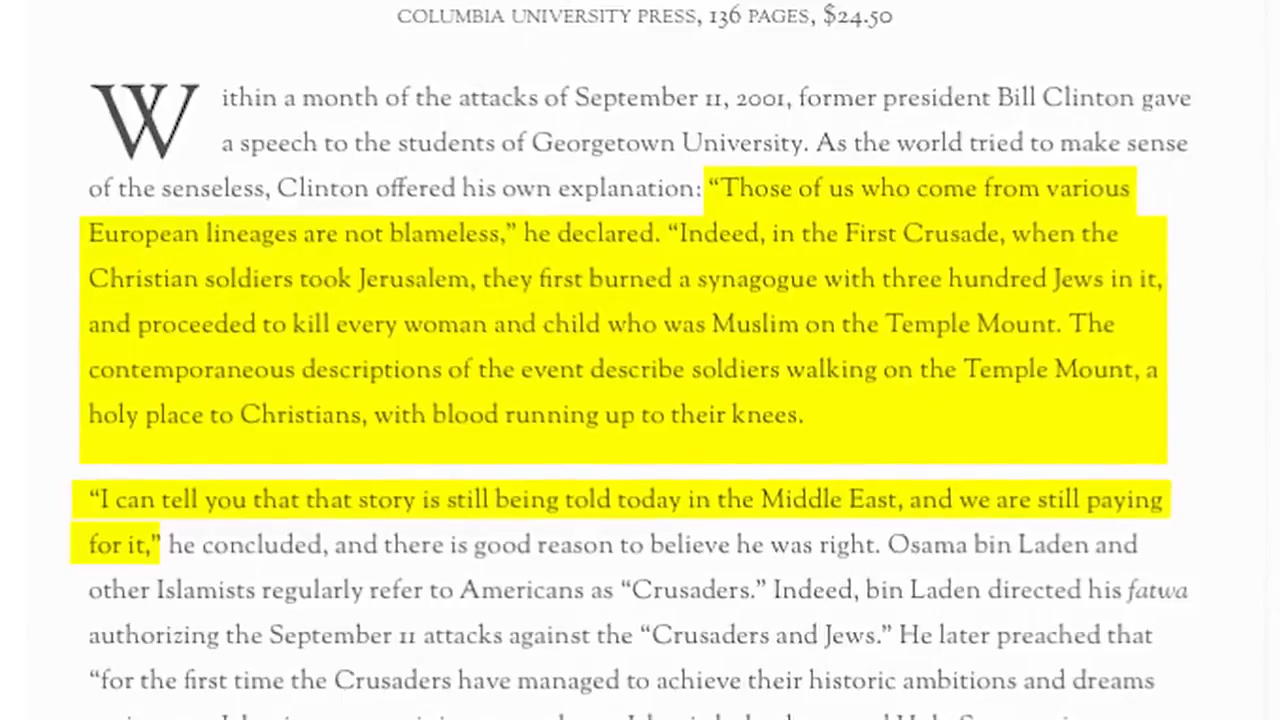 COLUMBIA UNIVERSITY PRESS, 136 PAGES, $24.50
Within a month of the attacks of September 11, 2001, former president Bill Clinton gave
a speech to the students of Georgetown University. As the world tried to make sense
of the senseless, Clinton offered his own explanation: “Those of us who come from various
European lineages are not blameless,” he declared. “Indeed, in the First Crusade, when the
Christian soldiers took Jerusalem, they first burned a synagogue with three hundred Jews in it,
and proceeded to kill every woman and child who was Muslim on the Temple Mount. The
contemporaneous descriptions of the event describe soldiers walking on the Temple Mount, a
holy place to Christians, with blood running up to their knees.
“I can tell you that that story is still being told today in the Middle East, and we are still paying
for it,” he concluded, and there is good reason to believe he was right. Osama bin Laden and
other Islamists regularly refer to Americans as “Crusaders.” Indeed, bin Laden directed his fatwa
authorizing the September 11 attacks against the “Crusaders and Jews.” He later preached that
“for the first time the Crusaders have managed to achieve their historic ambitions and dreams